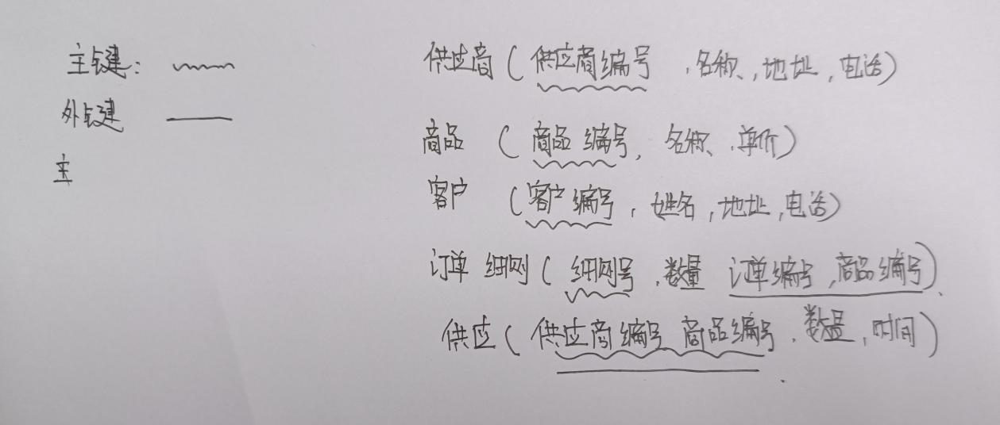 主键:
外键
主
供应商(供应商编号,名称、,地址,电话)
商品(商品编号,名称、,单价)
客户(客户编号,姓名,地址,电话)
订单细则(细则号,数量 订单编号,商品编号).
供应(供应商编号 商品编号,数量,时间)